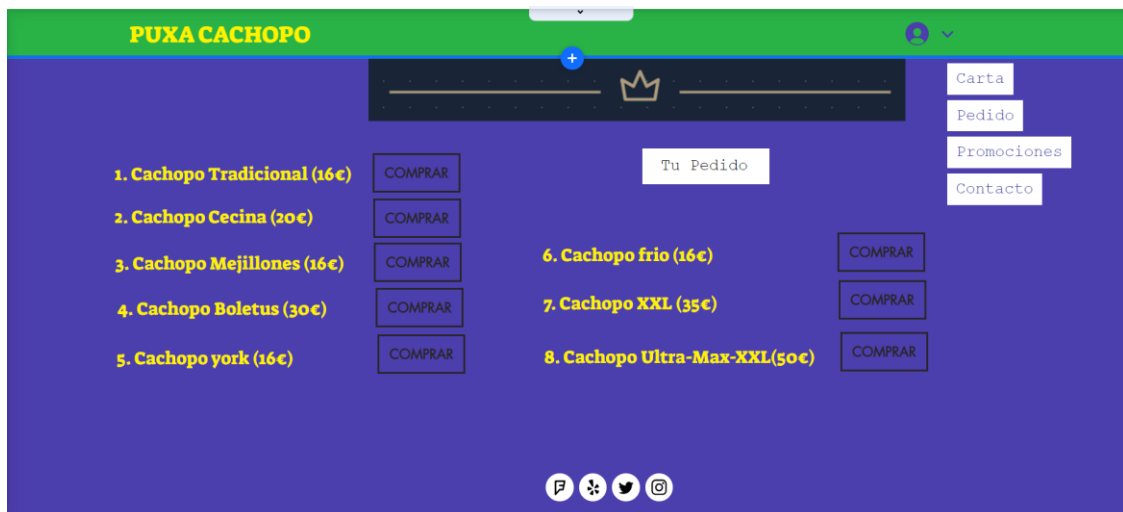 PUXA CACHOPO
Carta
Pedido
Promociones
Contacto
Tu Pedido
1. Cachopo Tradicional (16€)
COMPRAR
2. Cachopo Cecina (20€)
COMPRAR
3. Cachopo Mejillones (16€)
COMPRAR
4. Cachopo Boletus (30€)
COMPRAR
5. Cachopo york (16€)
COMPRAR
6. Cachopo frio (16€)
COMPRAR
7. Cachopo XXL (35€)
COMPRAR
8. Cachopo Ultra-Max-XXL(50€)
COMPRAR